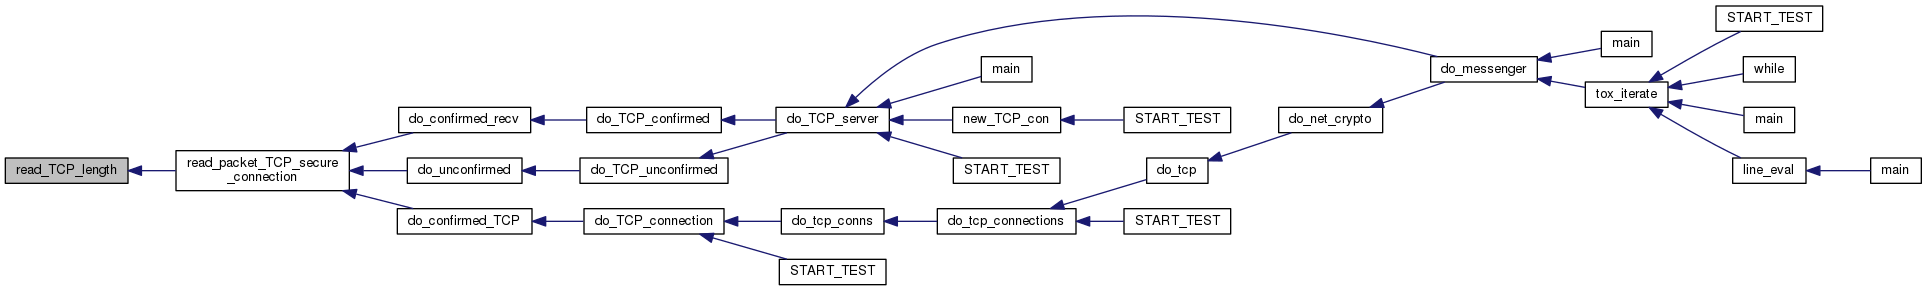 read_TCP_length
read_packet_TCP_secure
_connection
do_confirmed_recv
do_unconfirmed
do_confirmed_TCP
do_TCP_confirmed
do_TCP_unconfirmed
do_TCP_connection
do_TCP_server
do_tcp_conns
START_TEST
main
new_TCP_con
START_TEST
do_tcp_connections
START_TEST
START_TEST
do_tcp
do_net_crypto
do_messenger
main
tox_iterate
START_TEST
while
main
line_eval
main